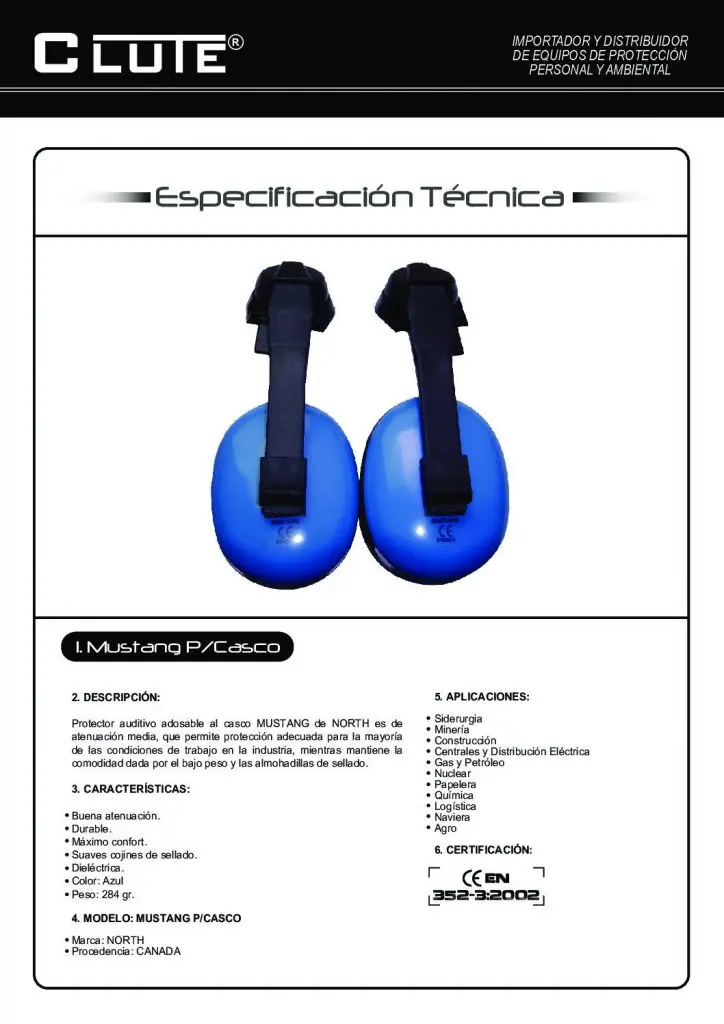 C LUTE®
IMPORTADOR Y DISTRIBUIDOR
DE EQUIPOS DE PROTECCIÓN
PERSONAL Y AMBIENTAL
Especificación Técnica
MUSTANG
CE
MUSTANG
CE
1. Mustang P/Casco
2. DESCRIPCIÓN:
Protector auditivo adosable al casco MUSTANG de NORTH es de
atenuación media, que permite protección adecuada para la mayoría
de las condiciones de trabajo en la industria, mientras mantiene la
comodidad dada por el bajo peso y las almohadillas de sellado.
3. CARACTERÍSTICAS:
• Buena atenuación.
• Durable.
• Máximo confort.
• Suaves cojines de sellado.
• Dieléctrica.
• Color: Azul
• Peso: 284 gr.
4. MODELO: MUSTANG P/CASCO
• Marca: NORTH
• Procedencia: CANADA
5. APLICACIONES:
• Siderurgia
• Minería
• Construcción
• Centrales y Distribución Eléctrica
• Gas y Petróleo
• Nuclear
• Papelera
• Química
• Logística
• Naviera
• Agro
6. CERTIFICACIÓN:
CE EN
352-3:2002